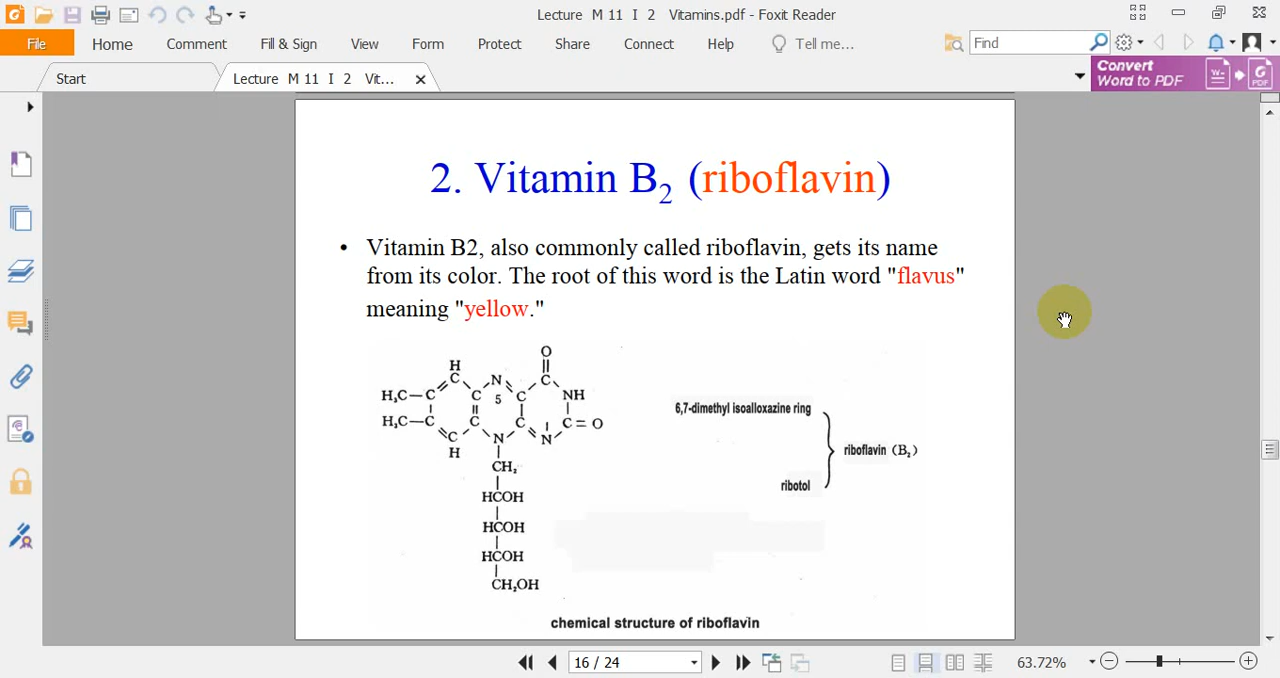 Lecture M 11 I 2 Vitamins.pdf - Foxit Reader
File Home Comment Fill & Sign View Form Protect Share Connect Help Tell me... Find
Start Lecture M 11 I 2 Vit... Convert
Word to PDF
2. Vitamin B2 (riboflavin)
• Vitamin B2, also commonly called riboflavin, gets its name
from its color. The root of this word is the Latin word "flavus"
meaning "yellow."
O
H
N C
H3C—C C 5 C NH
H3C—C C C C=O
C N N
H
CH2
HCOH
HCOH
HCOH
CH2OH
6,7-dimethyl isoalloxazine ring
riboflavin (B2)
ribotol
chemical structure of riboflavin
16 / 24 63.72%